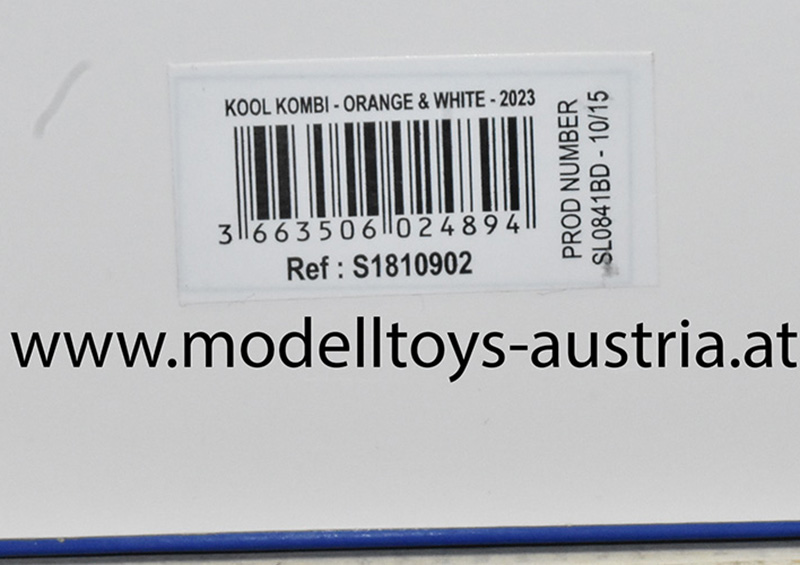 KOOL KOMBI - ORANGE & WHITE - 2023
3 663506 024894
Ref : S1810902
PROD NUMBER
SL0841BD - 10/15
www.modelltoys-austria.at